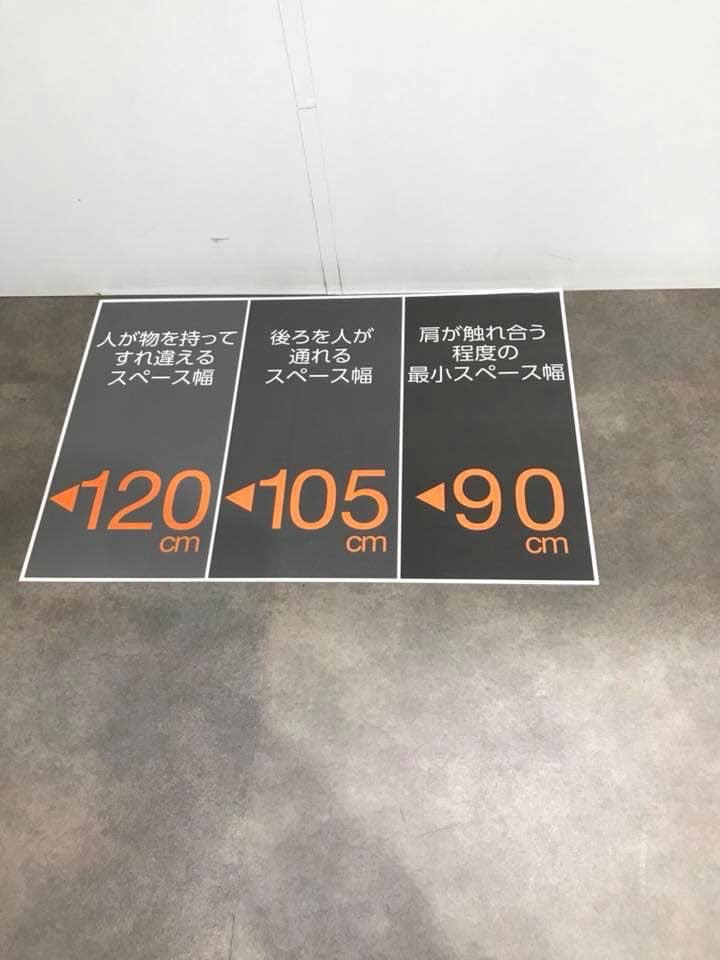 人が物を持って
すれ違える
スペース幅
◀120
cm
後ろを人が
通れる
スペース幅
◀105
cm
肩が触れ合う
程度の
最小スペース幅
◀90
cm